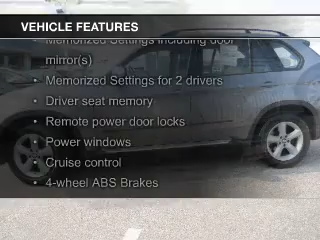 VEHICLE FEATURES
• Memorized Settings including door
mirror(s)
• Memorized Settings for 2 drivers
• Driver seat memory
• Remote power door locks
• Power windows
• Cruise control
• 4-wheel ABS Brakes